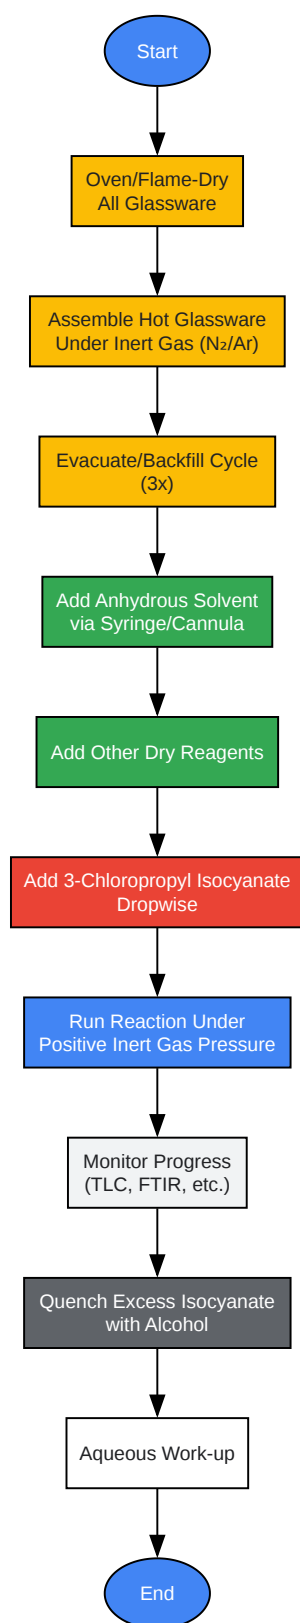 Start
Oven/Flame-Dry
All Glassware
Assemble Hot Glassware
Under Inert Gas (N₂/Ar)
Evacuate/Backfill Cycle
(3x)
Add Anhydrous Solvent
via Syringe/Cannula
Add Other Dry Reagents
Add 3-Chloropropyl Isocyanate
Dropwise
Run Reaction Under
Positive Inert Gas Pressure
Monitor Progress
(TLC, FTIR, etc.)
Quench Excess Isocyanate
with Alcohol
Aqueous Work-up
End